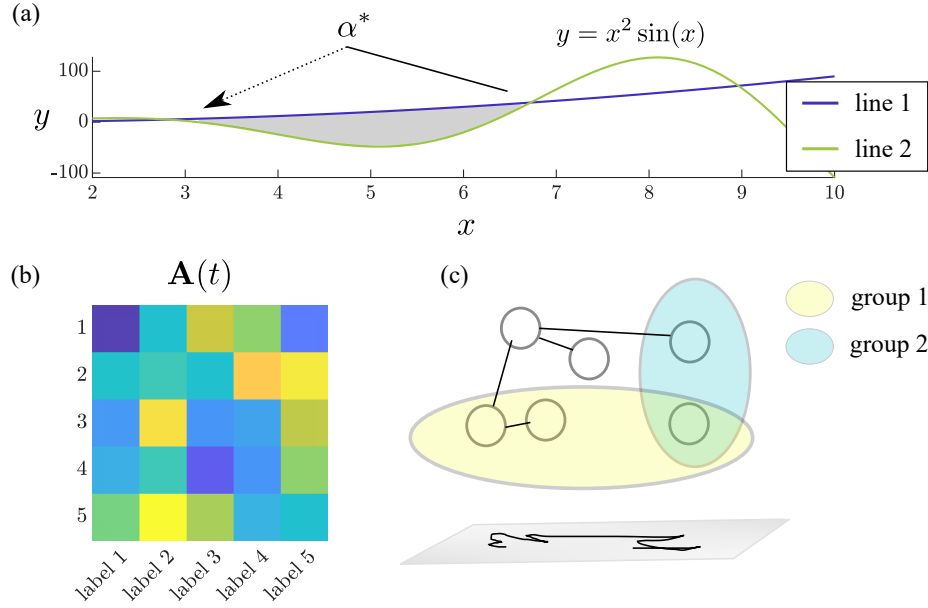 (a)
α*
y = x² sin(x)
y
100
0
-100
2 3 4 5 6 7 8 9 10
x
line 1
line 2
(b)
A(t)
1
2
3
4
5
label 1 label 2 label 3 label 4 label 5
(c)
group 1
group 2